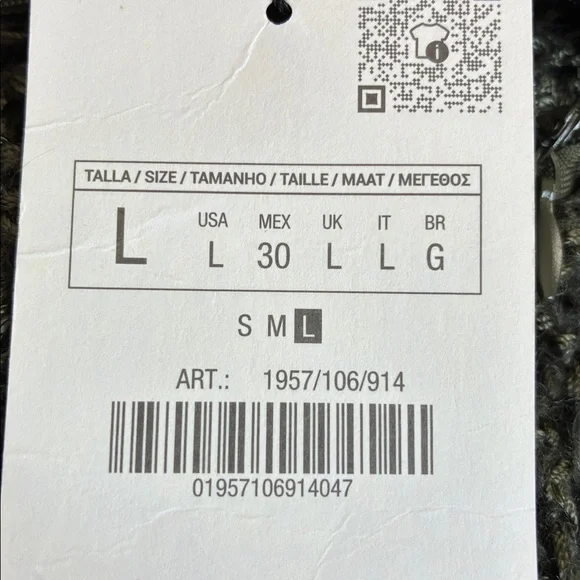 TALLA / SIZE / TAMANHO / TAILLE / MAAT / ΜΕΓΕΘΟΣ
L
USA MEX UK IT BR
L 30 L L G
S M L
ART.: 1957/106/914
01957106914047